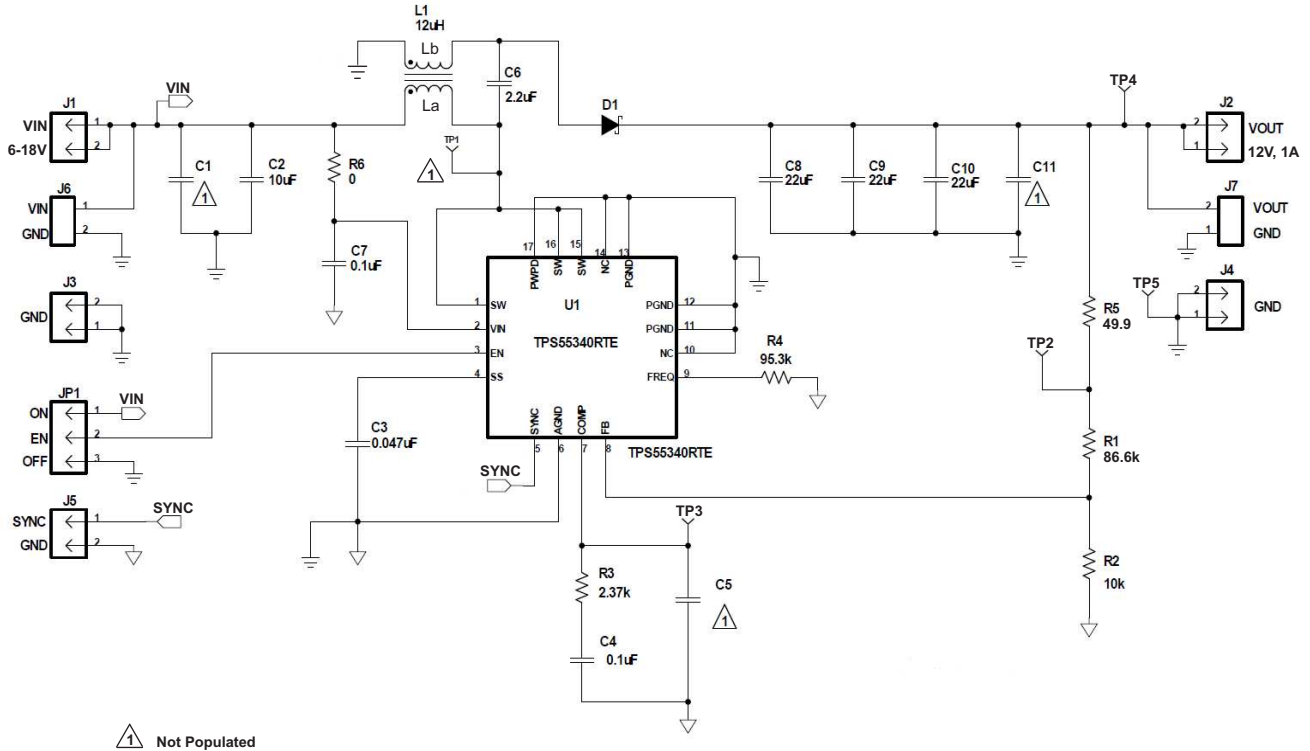 L1
12uH
Lb
La
C6
2.2uF
VIN
J1
VIN
6-18V
1
2
C1
1
C2
10uF
R6
0
TP1
1
D1
TP4
J2
2
1
VOUT
12V, 1A
C8
22uF
C9
22uF
C10
22uF
C11
1
J6
VIN
GND
1
2
J7
2
1
VOUT
GND
C7
0.1uF
17
16
15
14
13
PWPD
SW
SW
NC
PGND
U1
TPS55340RTE
1
SW
2
VIN
3
EN
4
SS
PGND
12
PGND
11
NC
10
FREQ
9
SYNC
AGND
COMP
FB
5
6
7
8
TPS55340RTE
R4
95.3k
J3
GND
2
1
TP5
J4
2
1
GND
R5
49.9
TP2
JP1
ON
EN
OFF
1
2
3
VIN
C3
0.047uF
SYNC
R1
86.6k
J5
SYNC
GND
1
2
SYNC
TP3
R3
2.37k
C5
1
C4
0.1uF
R2
10k
1 Not Populated